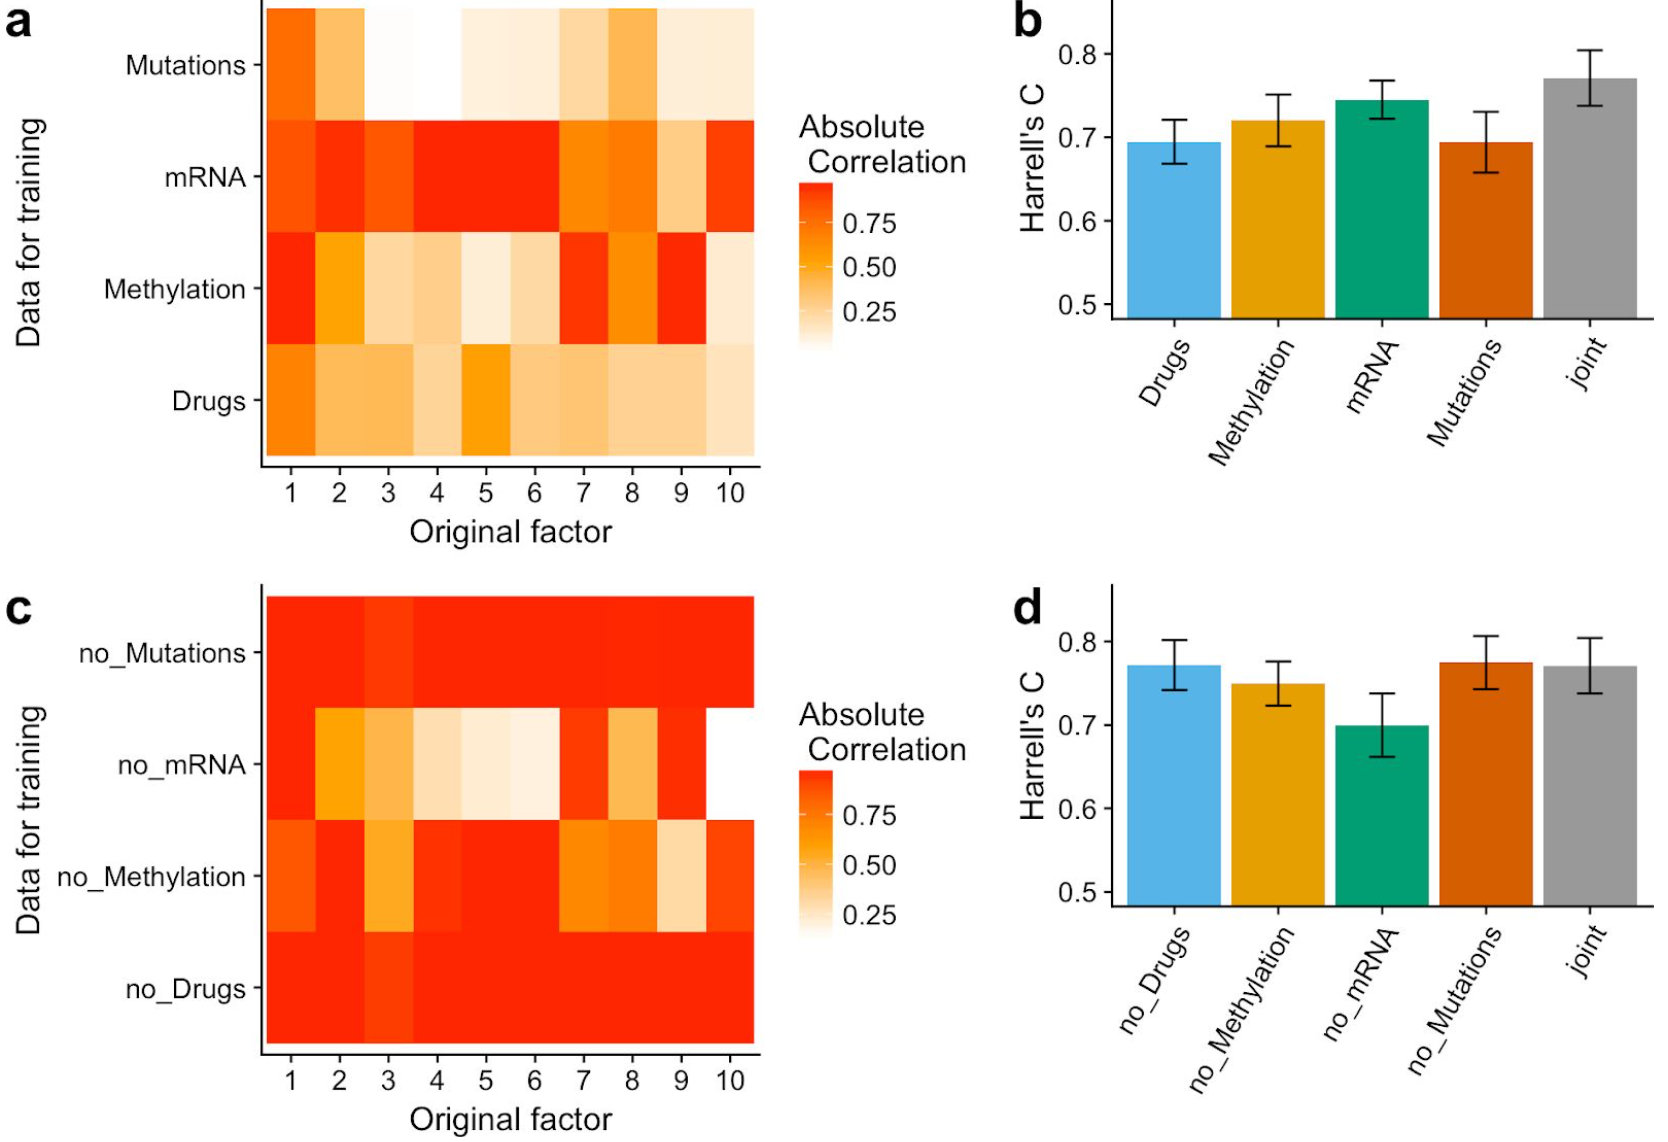 a
Data for training
Mutations
mRNA
Methylation
Drugs
1 2 3 4 5 6 7 8 9 10
Original factor
Absolute
Correlation
0.75
0.50
0.25
b
Harrell's C
0.8
0.7
0.6
0.5
Drugs
Methylation
mRNA
Mutations
joint
c
Data for training
no_Mutations
no_mRNA
no_Methylation
no_Drugs
1 2 3 4 5 6 7 8 9 10
Original factor
Absolute
Correlation
0.75
0.50
0.25
d
Harrell's C
0.8
0.7
0.6
0.5
no_Drugs
no_Methylation
no_mRNA
no_Mutations
joint